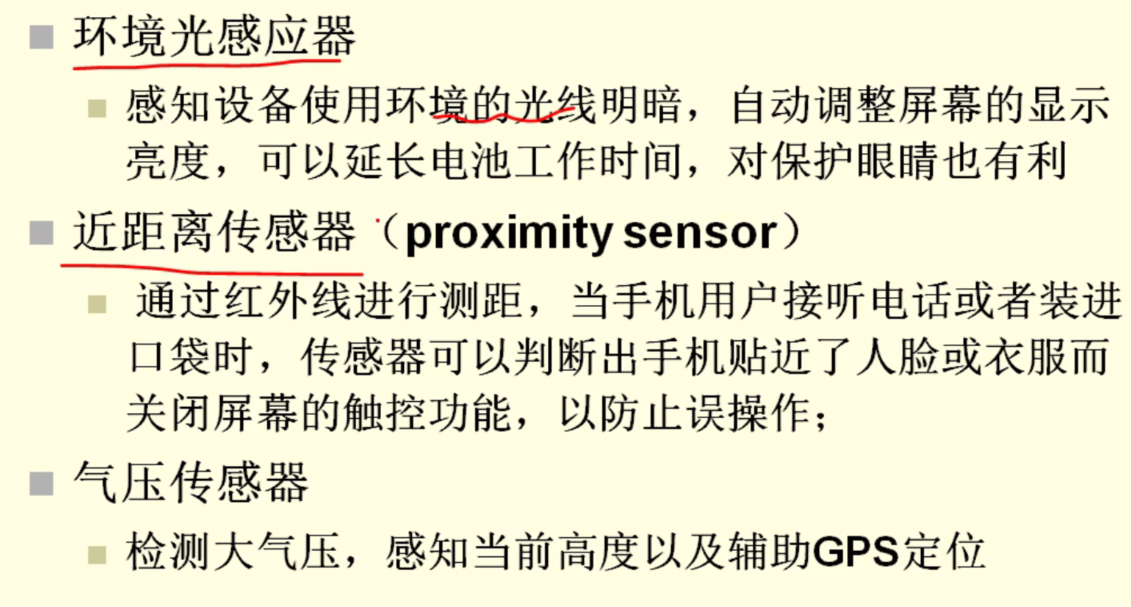 环境光感应器
感知设备使用环境的光线明暗，自动调整屏幕的显示
亮度，可以延长电池工作时间，对保护眼睛也有利
近距离传感器（proximity sensor）
通过红外线进行测距，当手机用户接听电话或者装进
口袋时，传感器可以判断出手机贴近了人脸或衣服而
关闭屏幕的触控功能，以防止误操作；
气压传感器
检测大气压，感知当前高度以及辅助GPS定位